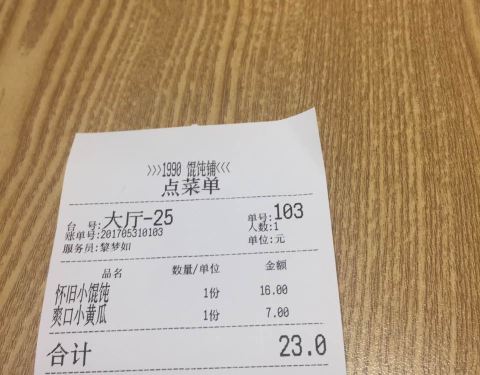 >>>1990 馄饨铺<<<
点菜单
台 号:大厅-25 单号:103
账单号:201705310103 人数:1
服务员:黎梦如 单位:元
品名 数量/单位 金额
怀旧小馄饨 1份 16.00
爽口小黄瓜 1份 7.00
合计 23.0